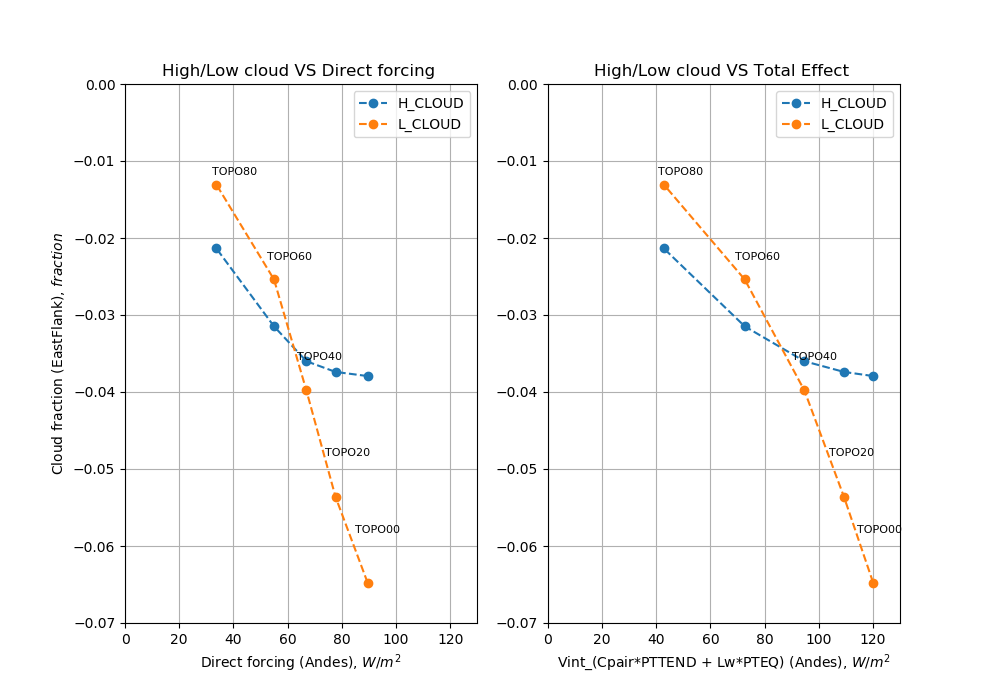 High/Low cloud VS Direct forcing
H_CLOUD
L_CLOUD
0.00
−0.01
−0.02
−0.03
−0.04
−0.05
−0.06
−0.07
Cloud fraction (EastFlank), fraction
TOPO80
TOPO60
TOPO40
TOPO20
TOPO00
0 20 40 60 80 100 120
Direct forcing (Andes), W/m²
High/Low cloud VS Total Effect
H_CLOUD
L_CLOUD
0.00
−0.01
−0.02
−0.03
−0.04
−0.05
−0.06
−0.07
TOPO80
TOPO60
TOPO40
TOPO20
TOPO00
0 20 40 60 80 100 120
Vint_(Cpair*PTTEND + Lw*PTEQ) (Andes), W/m²